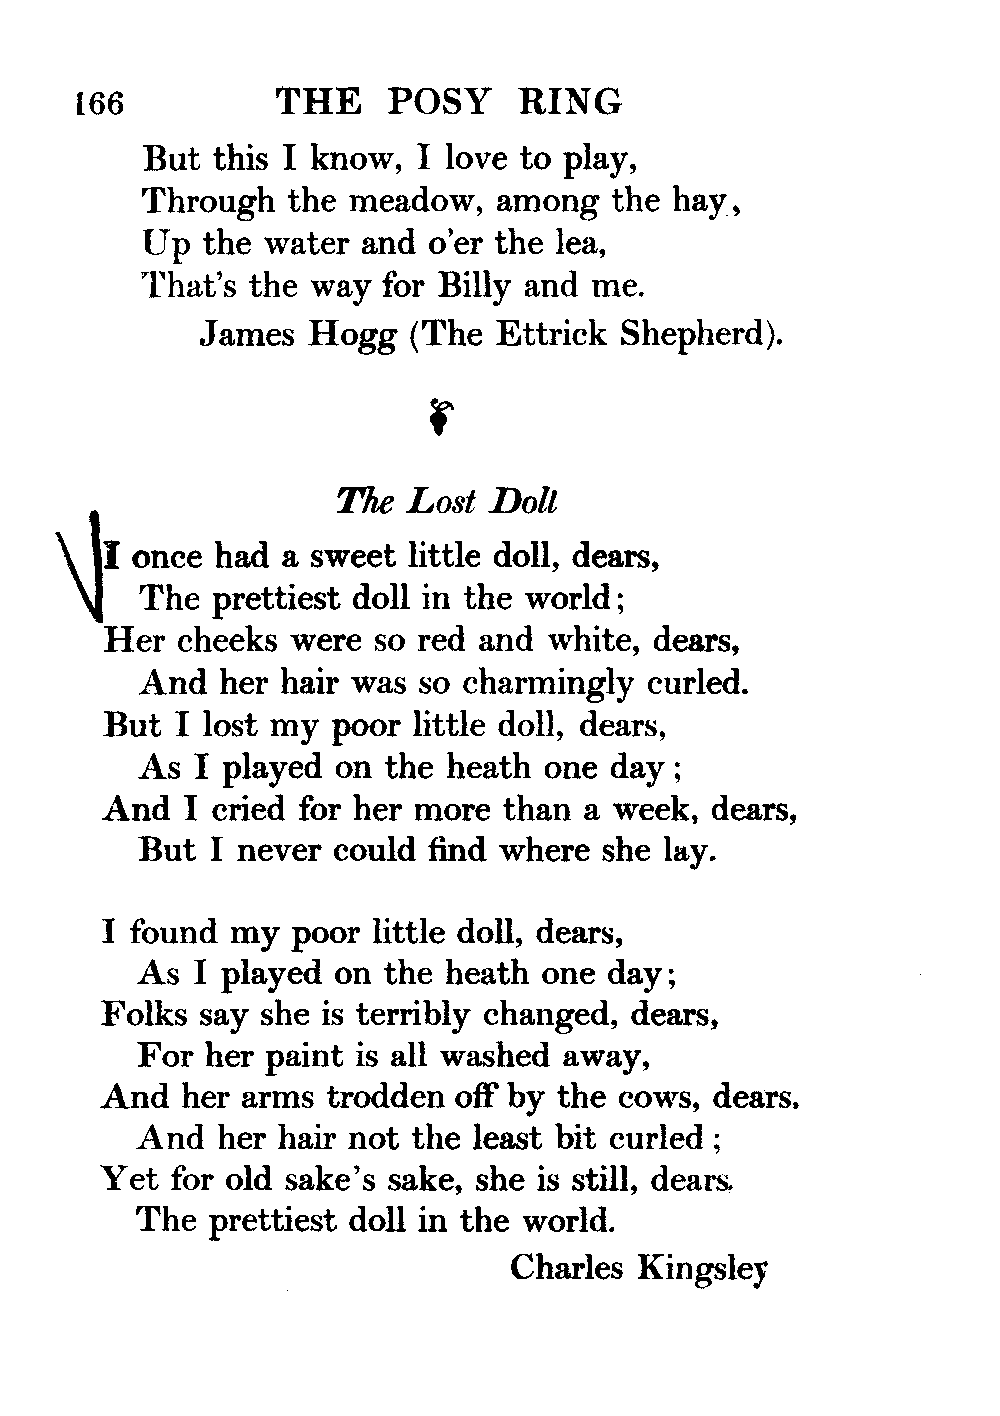 166 THE POSY RING
But this I know, I love to play,
Through the meadow, among the hay,
Up the water and o'er the lea,
That's the way for Billy and me.
James Hogg (The Ettrick Shepherd).
The Lost Doll
I once had a sweet little doll, dears,
The prettiest doll in the world;
Her cheeks were so red and white, dears,
And her hair was so charmingly curled.
But I lost my poor little doll, dears,
As I played on the heath one day;
And I cried for her more than a week, dears,
But I never could find where she lay.
I found my poor little doll, dears,
As I played on the heath one day;
Folks say she is terribly changed, dears,
For her paint is all washed away,
And her arms trodden off by the cows, dears.
And her hair not the least bit curled;
Yet for old sake's sake, she is still, dears.
The prettiest doll in the world.
Charles Kingsley